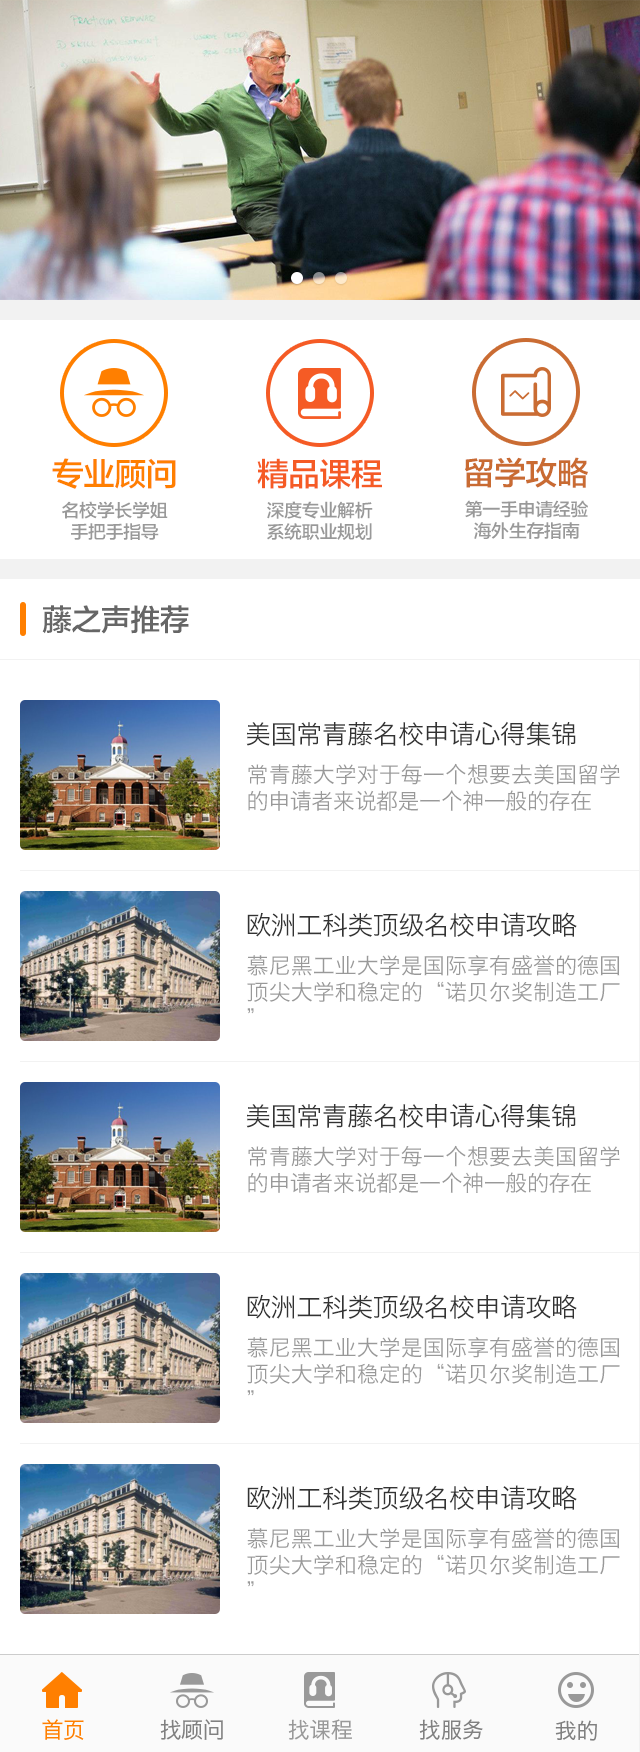 专业顾问
精品课程
留学攻略
名校学长学姐
手把手指导
深度专业解析
系统职业规划
第一手申请经验
海外生存指南
藤之声推荐
美国常青藤名校申请心得集锦
常青藤大学对于每一个想要去美国留学
的申请者来说都是一个神一般的存在
欧洲工科类顶级名校申请攻略
慕尼黑工业大学是国际享有盛誉的德国
顶尖大学和稳定的“诺贝尔奖制造工厂
”
美国常青藤名校申请心得集锦
常青藤大学对于每一个想要去美国留学
的申请者来说都是一个神一般的存在
欧洲工科类顶级名校申请攻略
慕尼黑工业大学是国际享有盛誉的德国
顶尖大学和稳定的“诺贝尔奖制造工厂
”
欧洲工科类顶级名校申请攻略
慕尼黑工业大学是国际享有盛誉的德国
顶尖大学和稳定的“诺贝尔奖制造工厂
”
首页
找顾问
找课程
找服务
我的